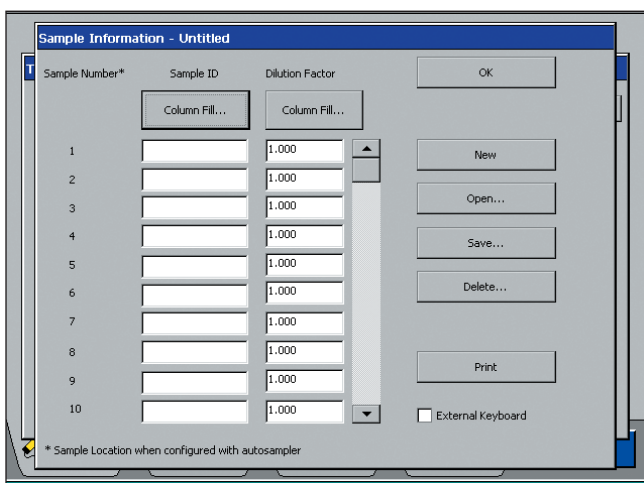 Sample Information - Untitled
T
Sample Number* Sample ID Dilution Factor OK
Column Fill... Column Fill...
1 1.000 New
2 1.000
3 1.000 Open...
4 1.000 Save...
5 1.000
6 1.000 Delete...
7 1.000
8 1.000 Print
9 1.000
10 1.000 External Keyboard
* Sample Location when configured with autosampler